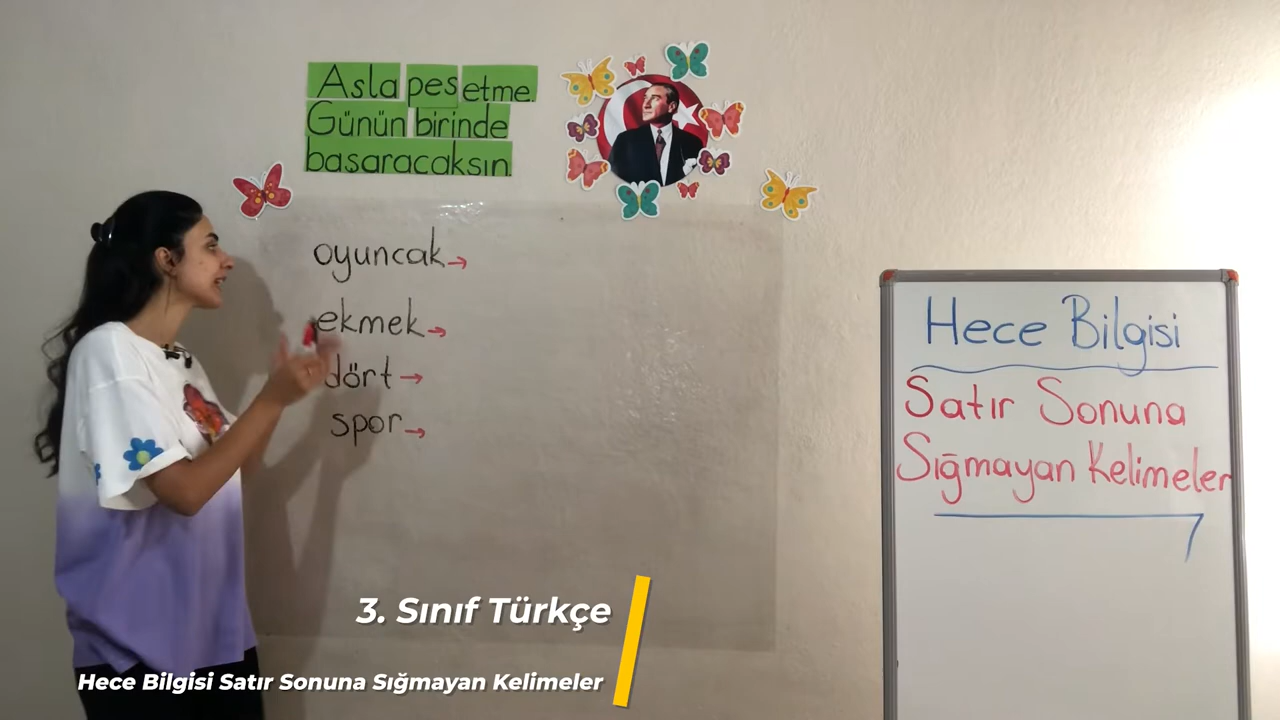 Asla pes etme.
Günün birinde
başaracaksın.
oyuncak→
ekmek→
dört→
spor→
Hece Bilgisi
Satır Sonuna
Sığmayan Kelimeler
3. Sınıf Türkçe
Hece Bilgisi Satır Sonuna Sığmayan Kelimeler